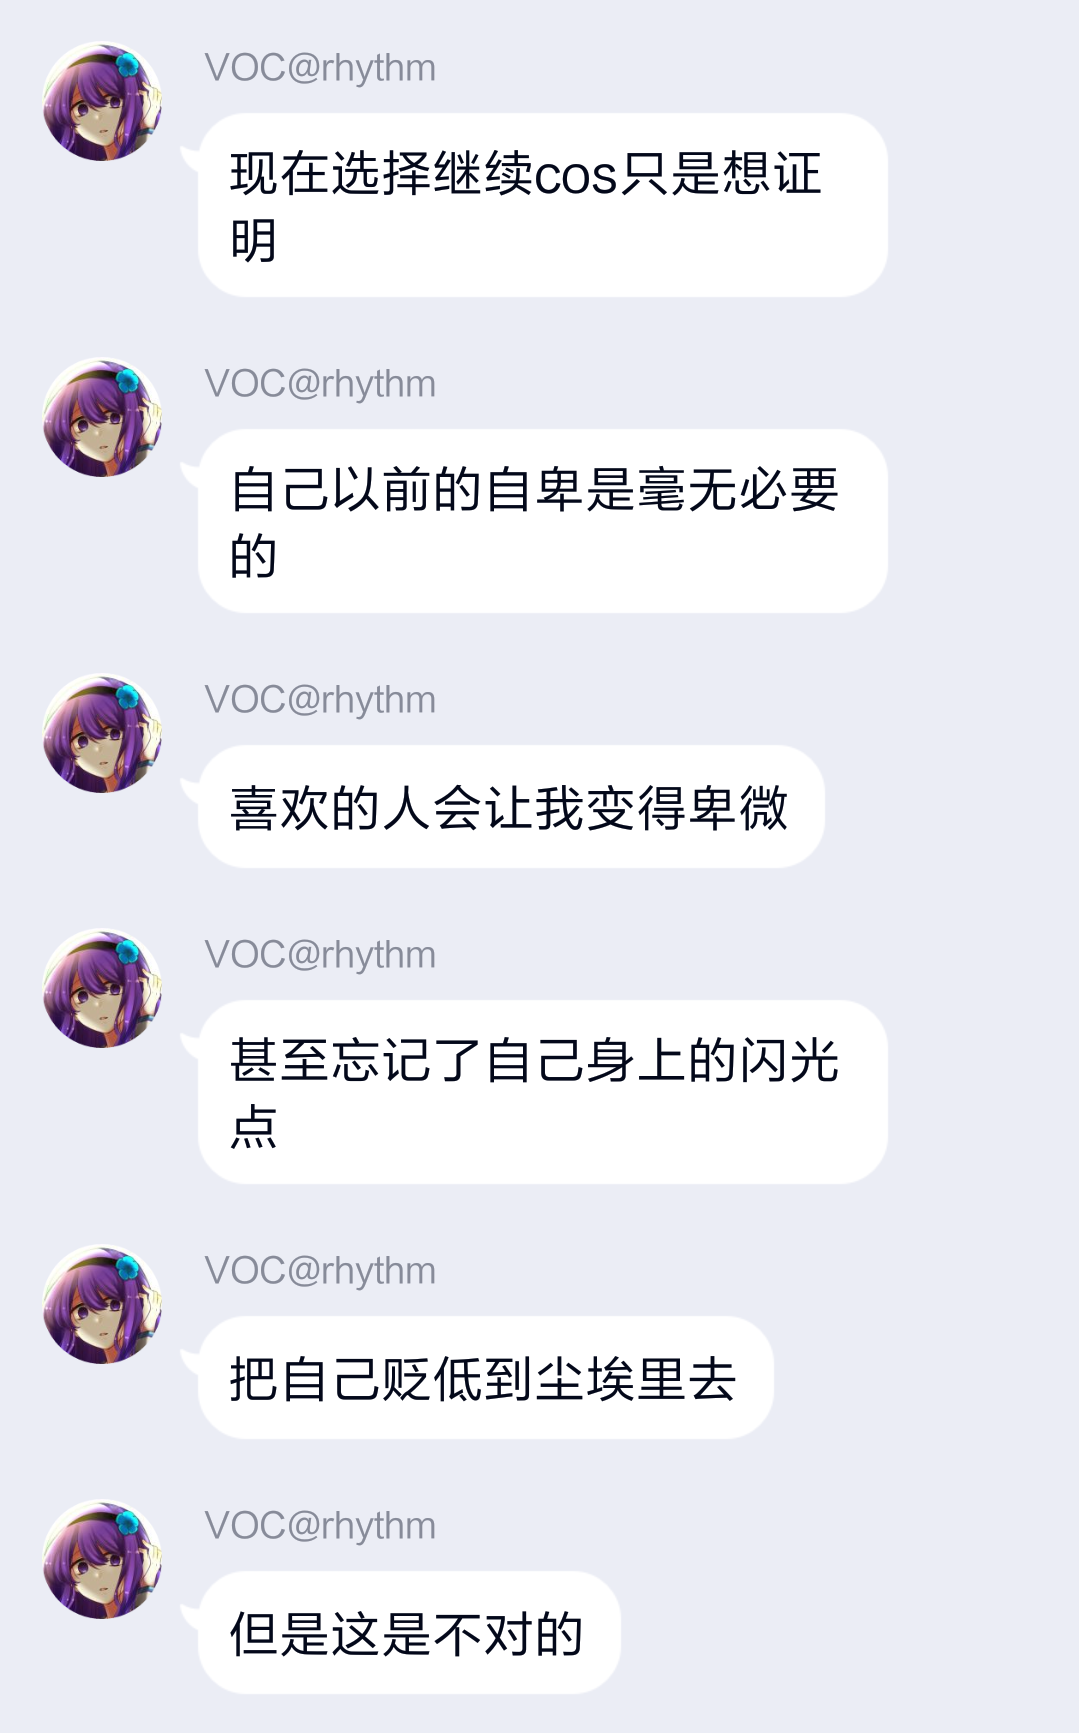 VOC@rhythm
现在选择继续cos只是想证
明
VOC@rhythm
自己以前的自卑是毫无必要
的
VOC@rhythm
喜欢的人会让我变得卑微
VOC@rhythm
甚至忘记了自己身上的闪光
点
VOC@rhythm
把自己贬低到尘埃里去
VOC@rhythm
但是这是不对的